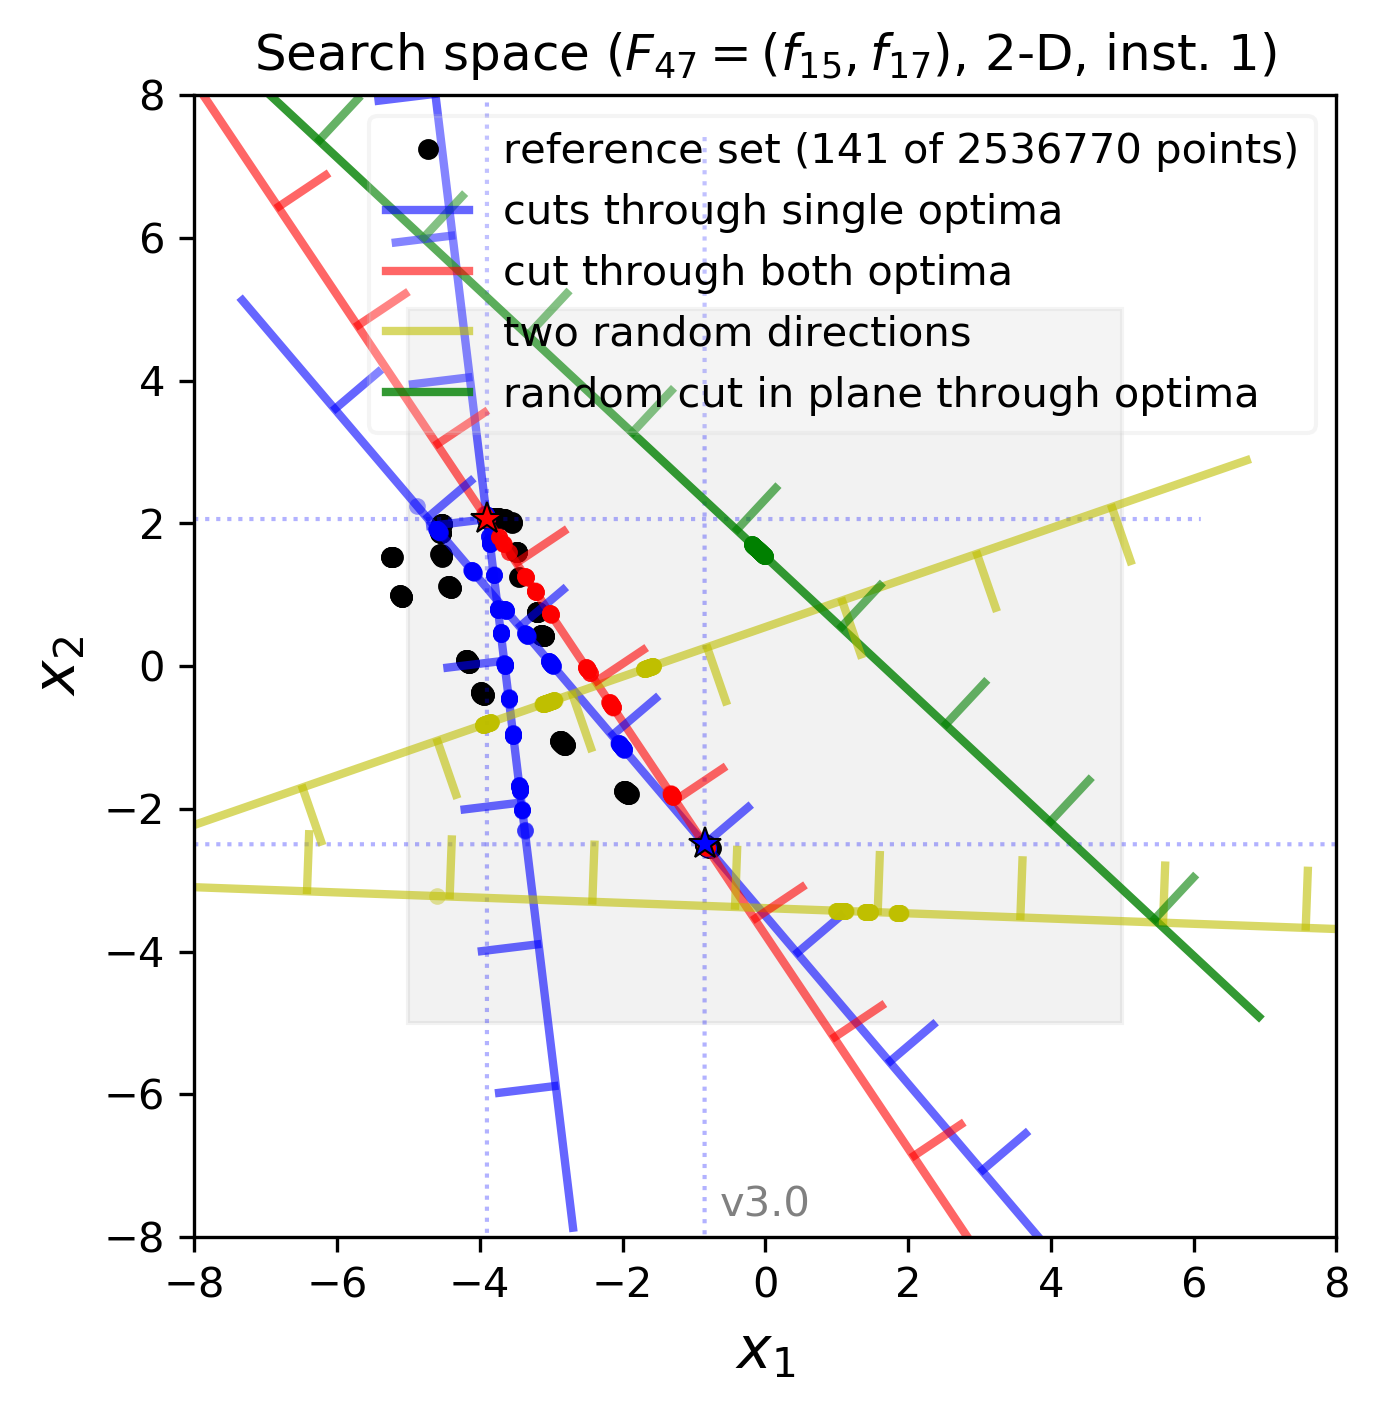 Search space (F₄₇ = (f₁₅, f₁₇), 2-D, inst. 1)
reference set (141 of 2536770 points)
cuts through single optima
cut through both optima
two random directions
random cut in plane through optima
8
6
4
2
0
−2
−4
−6
−8
x₂
v3.0
−8 −6 −4 −2 0 2 4 6 8
x₁